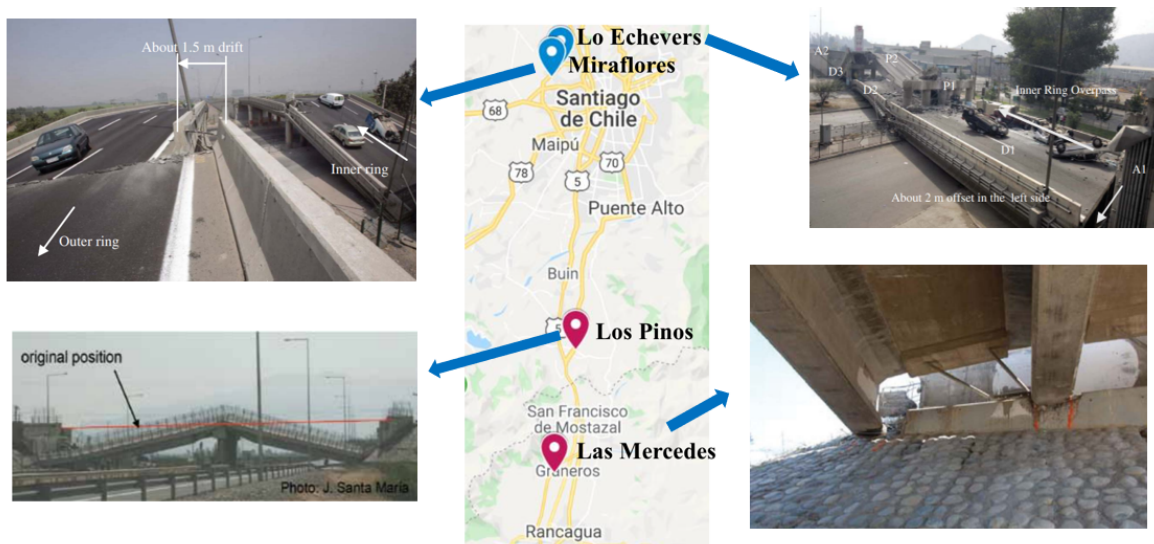 About 1.5 m drift
Inner ring
Outer ring
Lo Echevers
Miraflores
68
Santiago
de Chile
Maipú
78
70
5
Puente Alto
Buin
5
Los Pinos
San Francisco
de Mostazal
Las Mercedes
Graneros
Rancagua
A2
P2
D3
D2
P1
Inner Ring Overpass
D1
A1
About 2 m offset in the left side
original position
Photo: J. Santa Maria